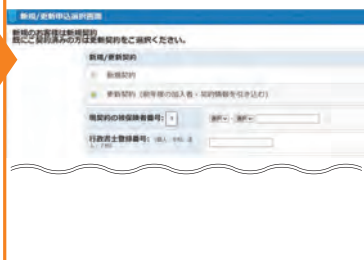 新規/更新申込選択画面
新規のお客様は新規契約
既にご契約済みの方は更新契約をご選択ください。
新規/更新契約
新規契約
更新契約（前年度の加入者・契約情報を引き込む）
現契約の被保険者番号:
選択 選択
行政書士登録番号: